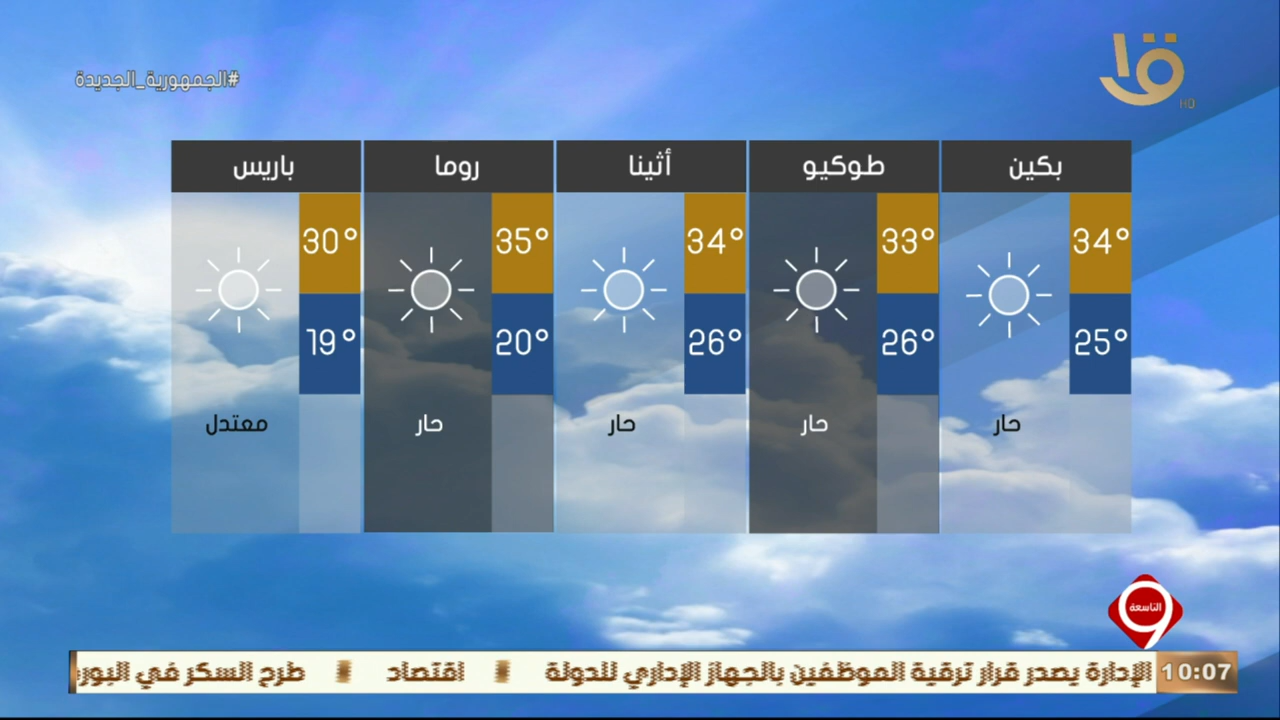 #الجمهورية_الجديدة
HD
بكين
34°
25°
حار
طوكيو
33°
26°
حار
أثينا
34°
26°
حار
روما
35°
20°
حار
باريس
30°
19°
معتدل
التاسعة
9
10:07
الإدارة يصدر قرار ترقية الموظفين بالجهاز الإداري للدولة اقتصاد طرح السكر في البور